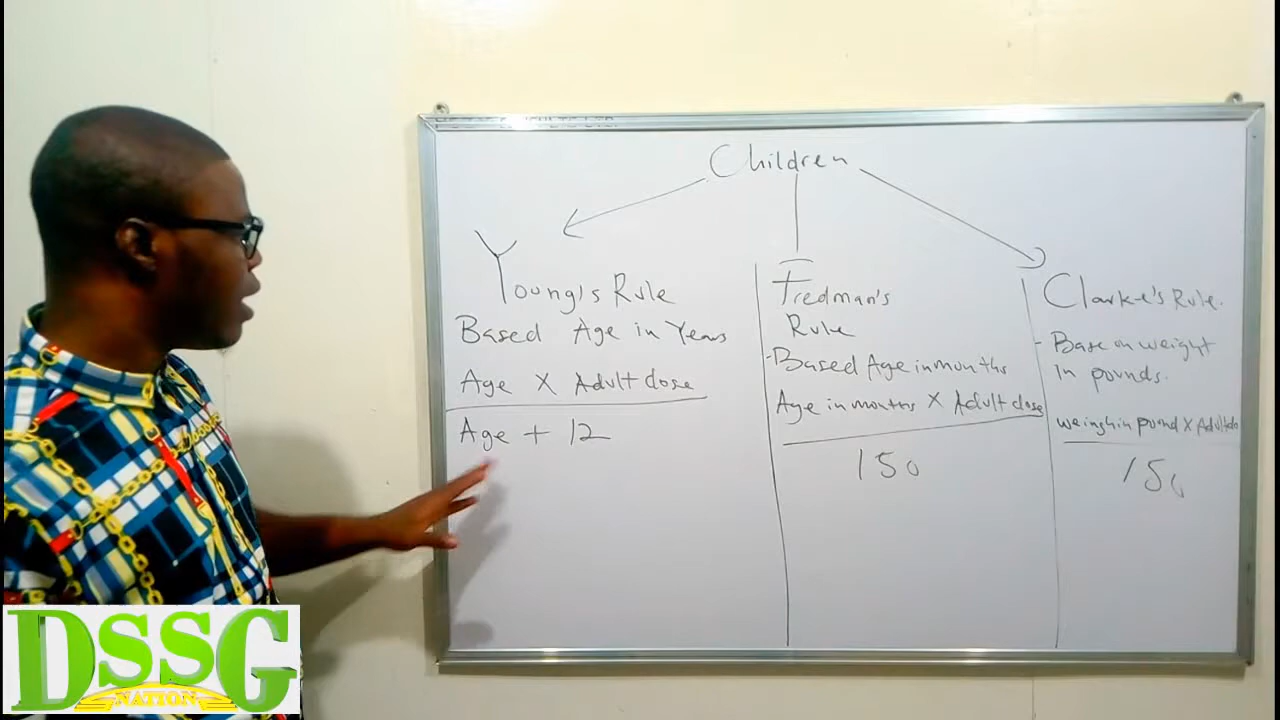 Children
Young's Rule
Based Age in Years
Age X Adult dose
Age + 12
Fredman's
Rule
- Based Age in months
Age in months X Adult dose
150
Clarke's Rule.
- Base on weight
in pounds.
weingh in pound X Adult do
150
DSSG
NATION